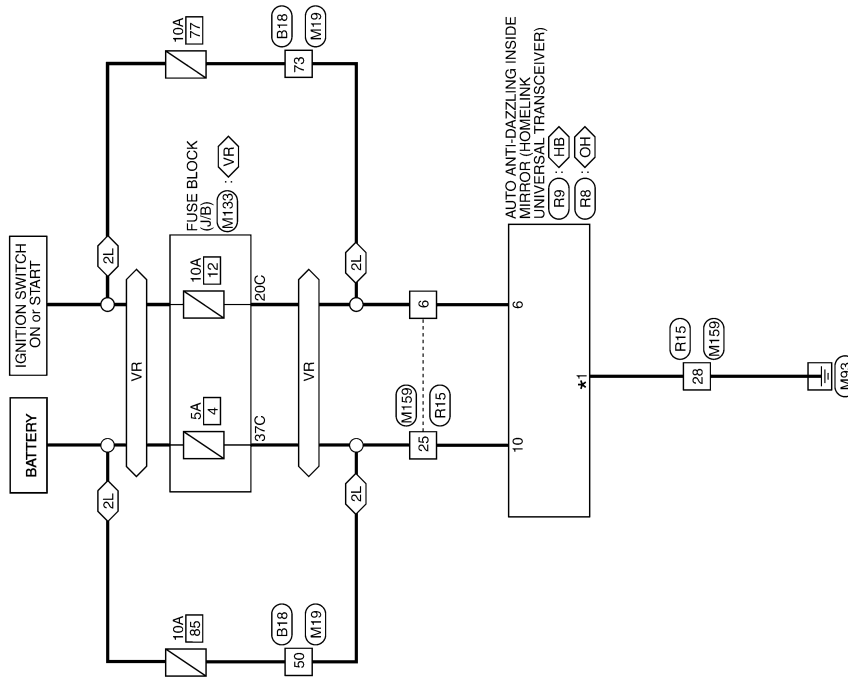 IGNITION SWITCH
ON or START
BATTERY
2L
2L
VR
10A
77
10A
85
FUSE BLOCK
(J/B)
M133 : VR
5A
4
10A
12
37C
20C
VR
B18
73
M19
B18
50
M19
2L
2L
M159
25
R15
6
AUTO ANTI-DAZZLING INSIDE
MIRROR (HOMELINK
UNIVERSAL TRANSCEIVER)
R9 : HB
R8 : OH
10
6
*1
R15
28
M159
M93